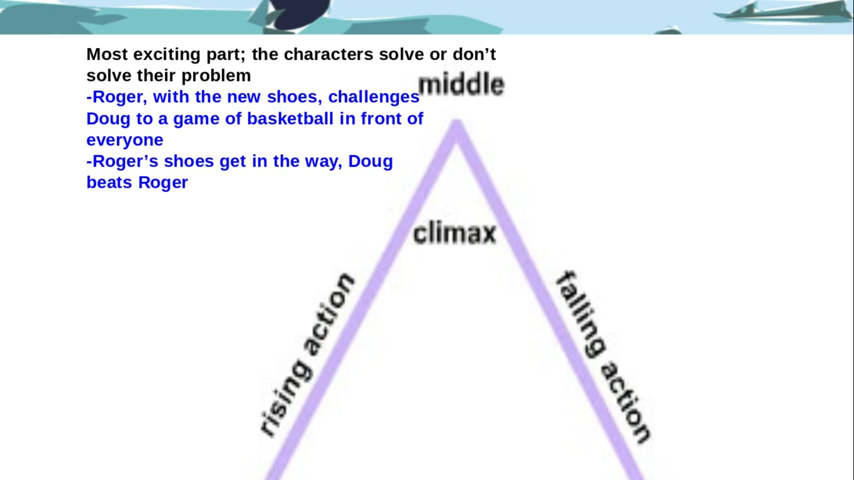 Most exciting part; the characters solve or don’t
solve their problem
-Roger, with the new shoes, challenges
Doug to a game of basketball in front of
everyone
-Roger’s shoes get in the way, Doug
beats Roger
middle
climax
rising action
falling action